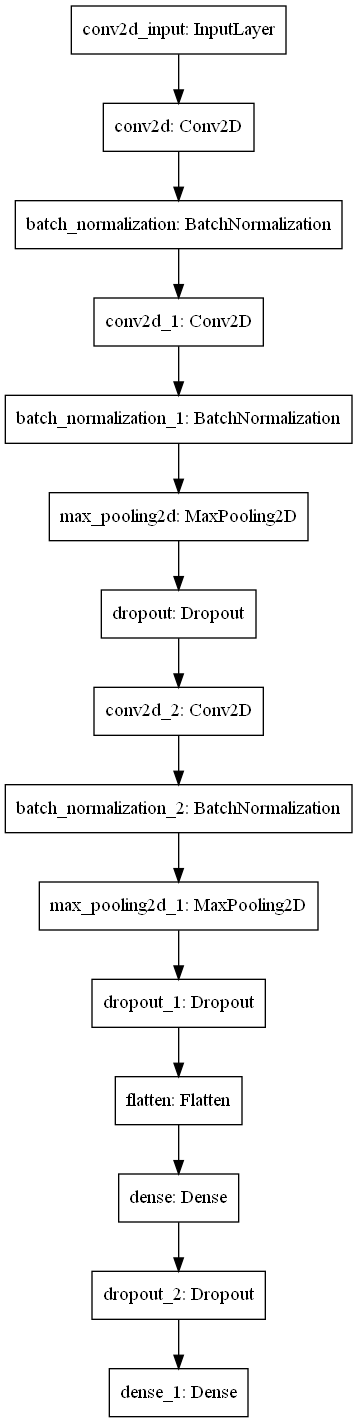 conv2d_input: InputLayer
conv2d: Conv2D
batch_normalization: BatchNormalization
conv2d_1: Conv2D
batch_normalization_1: BatchNormalization
max_pooling2d: MaxPooling2D
dropout: Dropout
conv2d_2: Conv2D
batch_normalization_2: BatchNormalization
max_pooling2d_1: MaxPooling2D
dropout_1: Dropout
flatten: Flatten
dense: Dense
dropout_2: Dropout
dense_1: Dense